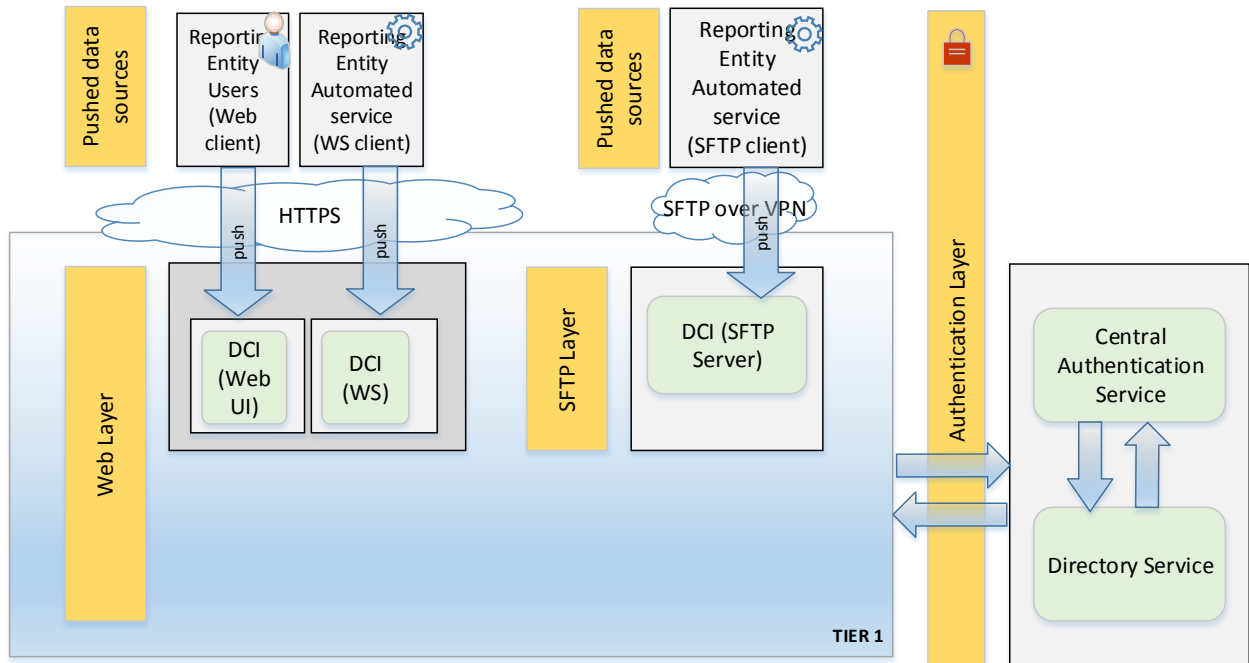 Pushed data
sources
Reporting
Entity
Users
(Web
client)
Reporting
Entity
Automated
service
(WS client)
Pushed data
sources
Reporting
Entity
Automated
service
(SFTP client)
HTTPS
SFTP over VPN
push
push
push
Web Layer
DCI
(Web
UI)
DCI
(WS)
SFTP Layer
DCI (SFTP
Server)
Authentication Layer
Central
Authentication
Service
Directory Service
TIER 1